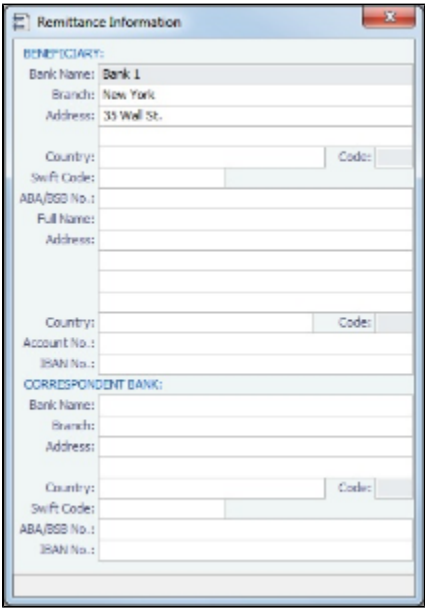 Remittance Information
BENEFICIARY:
Bank Name: Bank 1
Branch: New York
Address: 35 Wall St.
Country: Code:
Swift Code:
ABA/BSB No.:
Full Name:
Address:
Country: Code:
Account No.:
IBAN No.:
CORRESPONDENT BANK:
Bank Name:
Branch:
Address:
Country: Code:
Swift Code:
ABA/BSB No.:
IBAN No.: